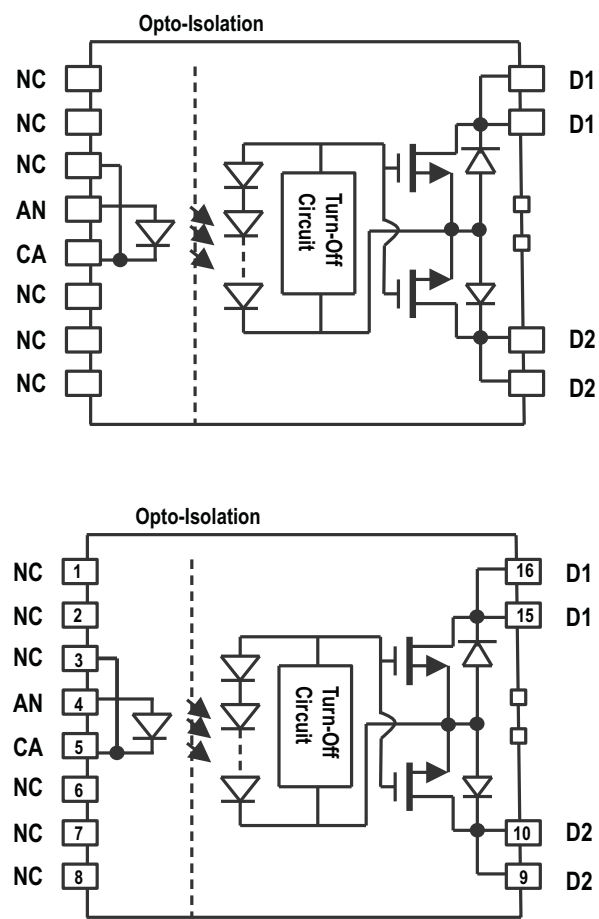 Opto-Isolation
NC
D1
NC
D1
NC
AN
CA
NC
NC
D2
NC
D2
Turn-Off
Circuit
Opto-Isolation
NC 1
16 D1
NC 2
15 D1
NC 3
AN 4
CA 5
NC 6
NC 7
10 D2
NC 8
9 D2
Turn-Off
Circuit